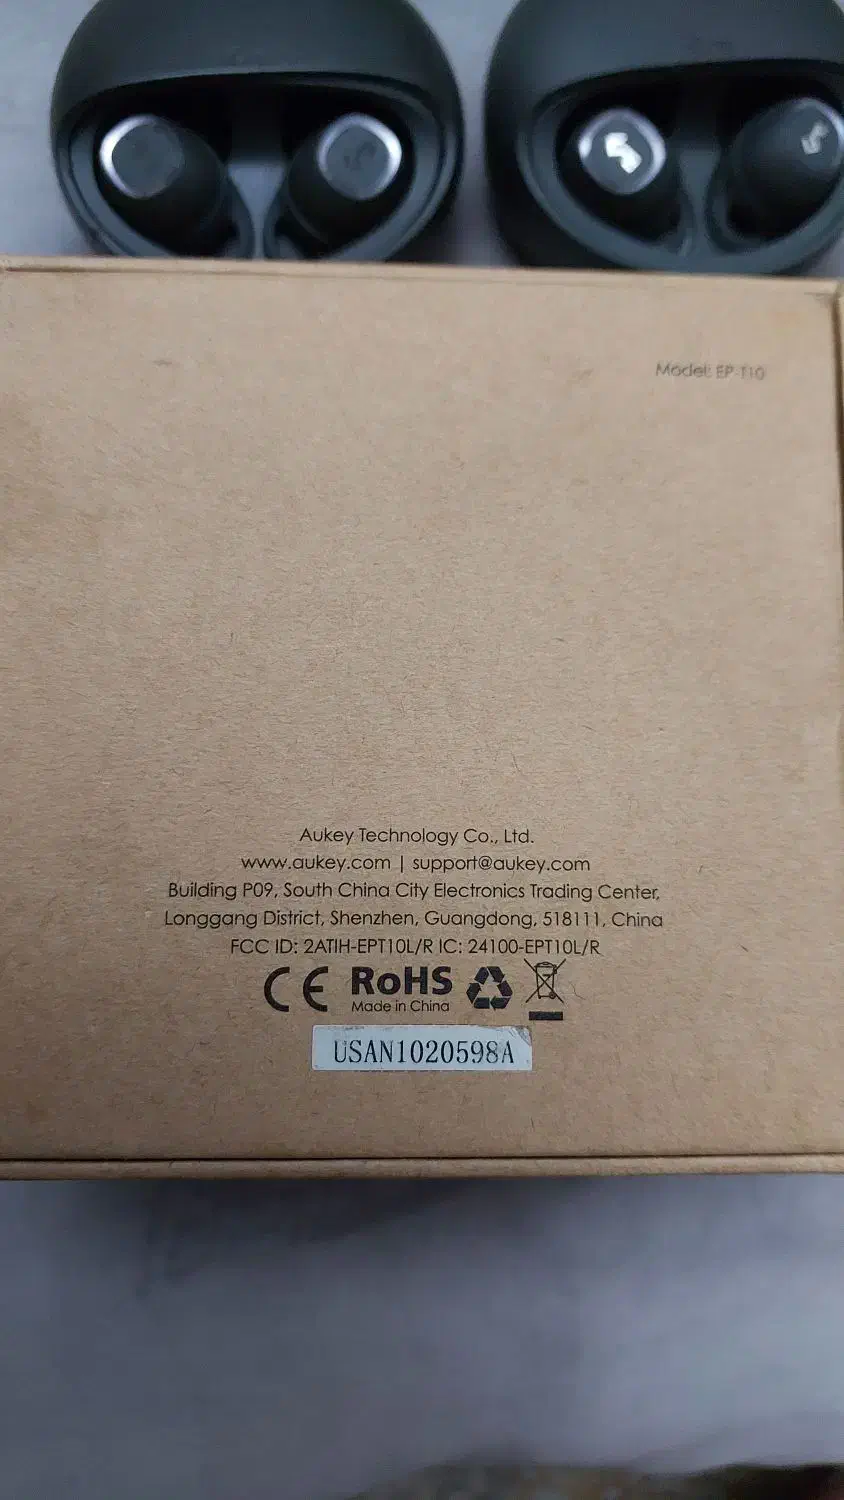 Model: EP-T10
Aukey Technology Co., Ltd.
www.aukey.com | support@aukey.com
Building P09, South China City Electronics Trading Center,
Longgang District, Shenzhen, Guangdong, 518111, China
FCC ID: 2ATIH-EPT10L/R IC: 24100-EPT10L/R
CE RoHS
Made in China
USAN1020598A